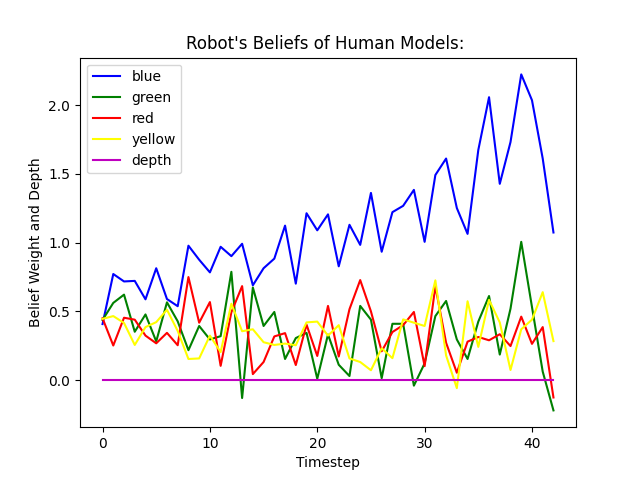 Robot's Beliefs of Human Models:
blue
green
red
yellow
depth
Belief Weight and Depth
2.0
1.5
1.0
0.5
0.0
0
10
20
30
40
Timestep